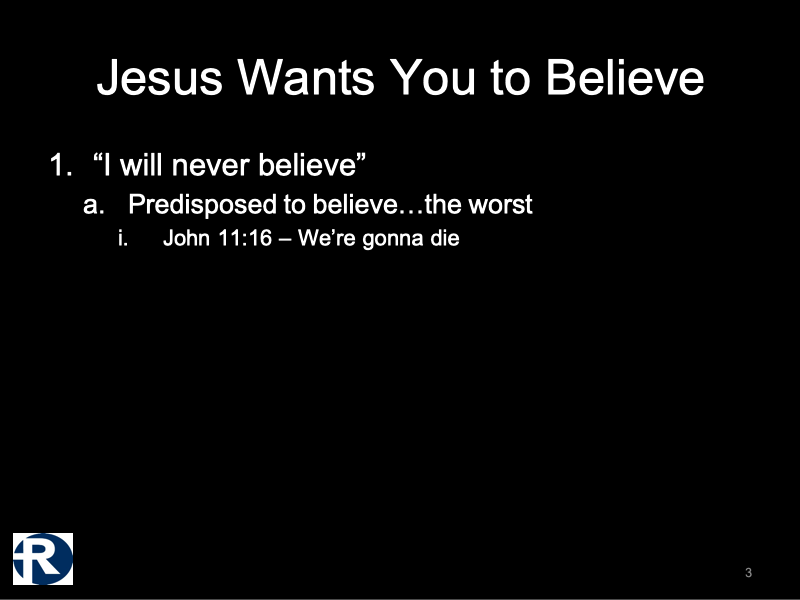 Jesus Wants You to Believe
1. “I will never believe”
a. Predisposed to believe…the worst
i. John 11:16 – We’re gonna die
R
3